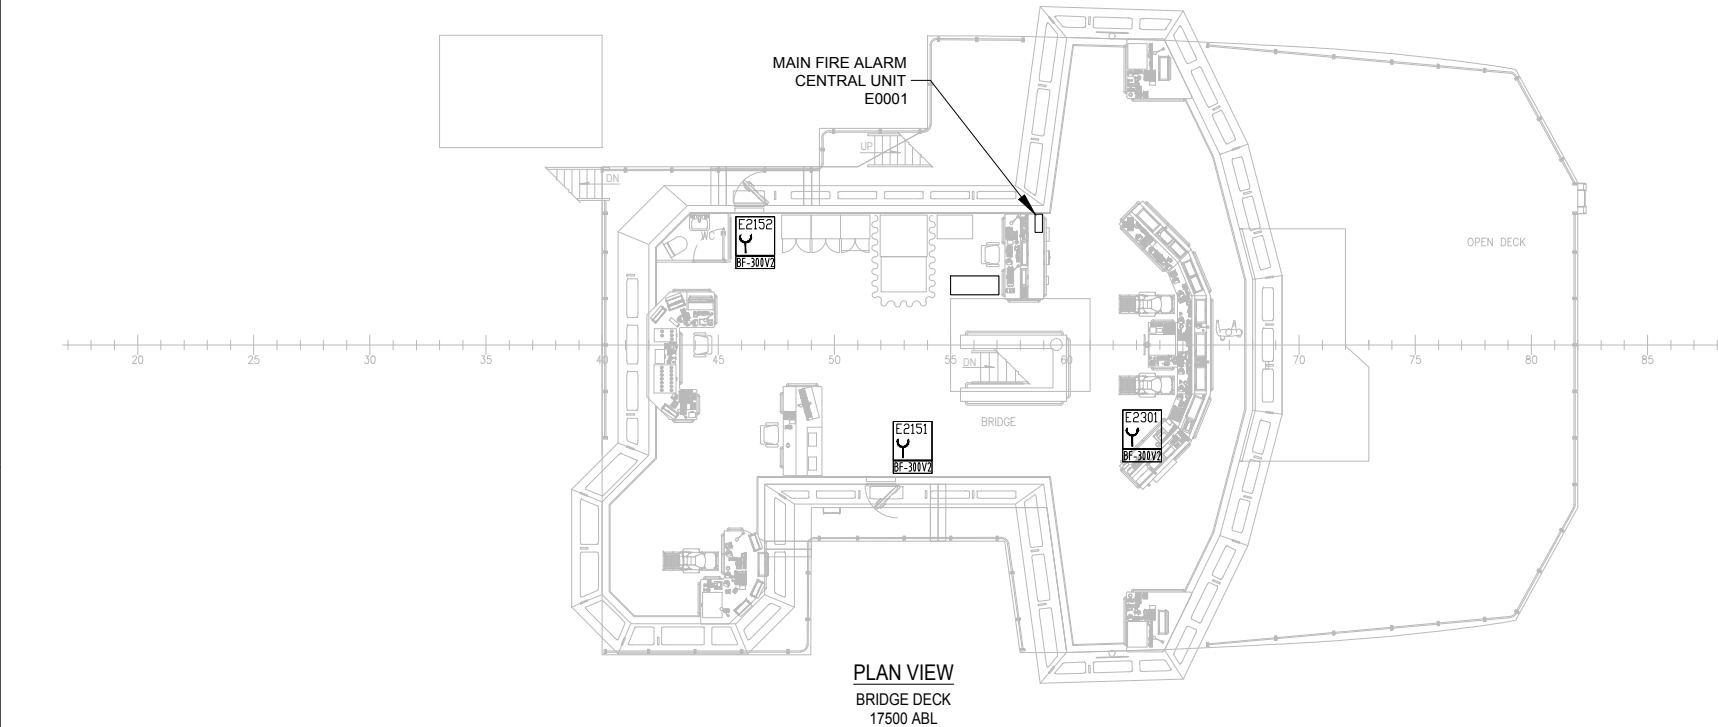 MAIN FIRE ALARM
CENTRAL UNIT
E0001
UP
DN
E2152
BF-300V2
WC
OPEN DECK
20 25 30 35 40 45 50 55 60 70 75 80 85
DN
BRIDGE
E2151
BF-300V2
E2301
BF-300V2
PLAN VIEW
BRIDGE DECK
17500 ABL